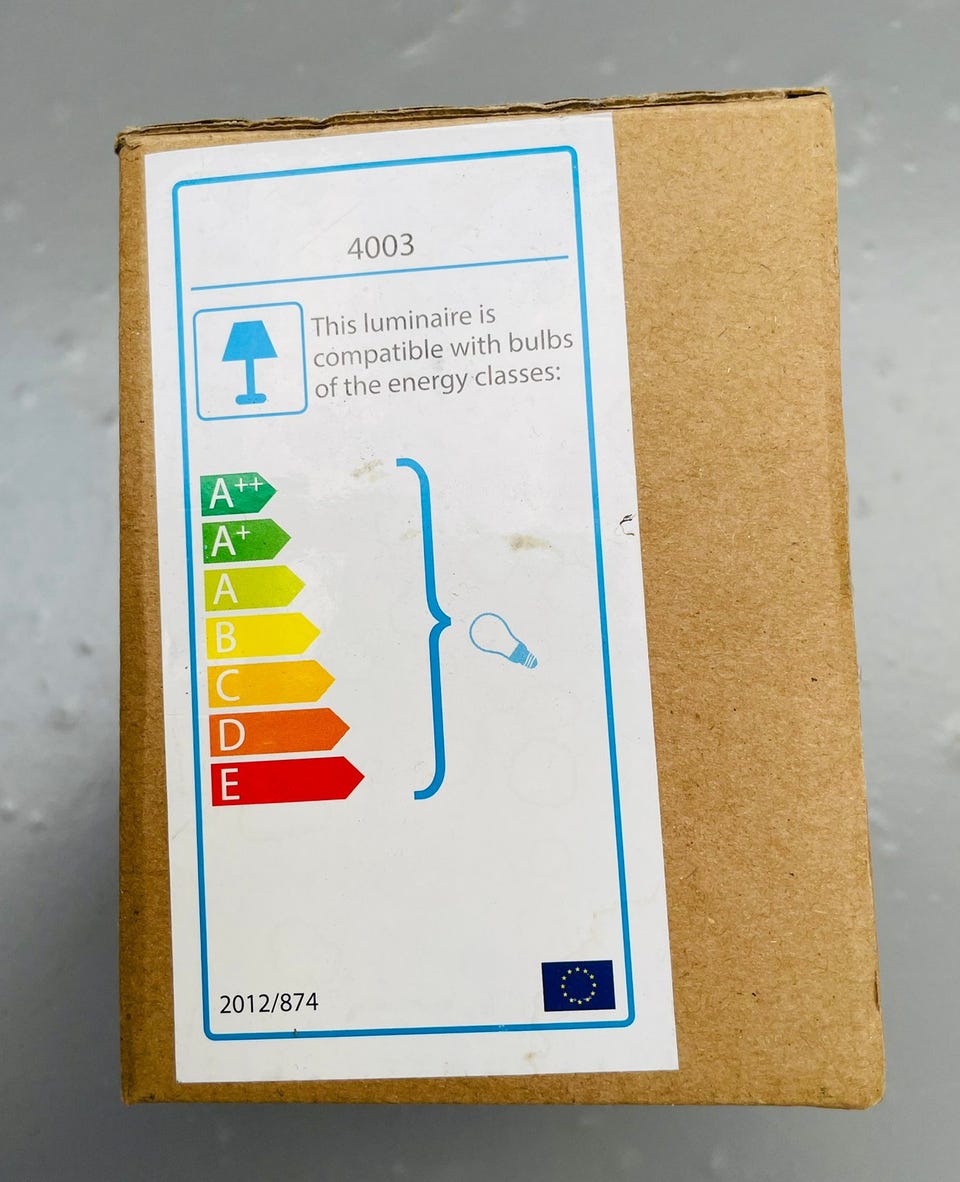 4003
This luminaire is
compatible with bulbs
of the energy classes:
A++
A+
A
B
C
D
E
2012/874